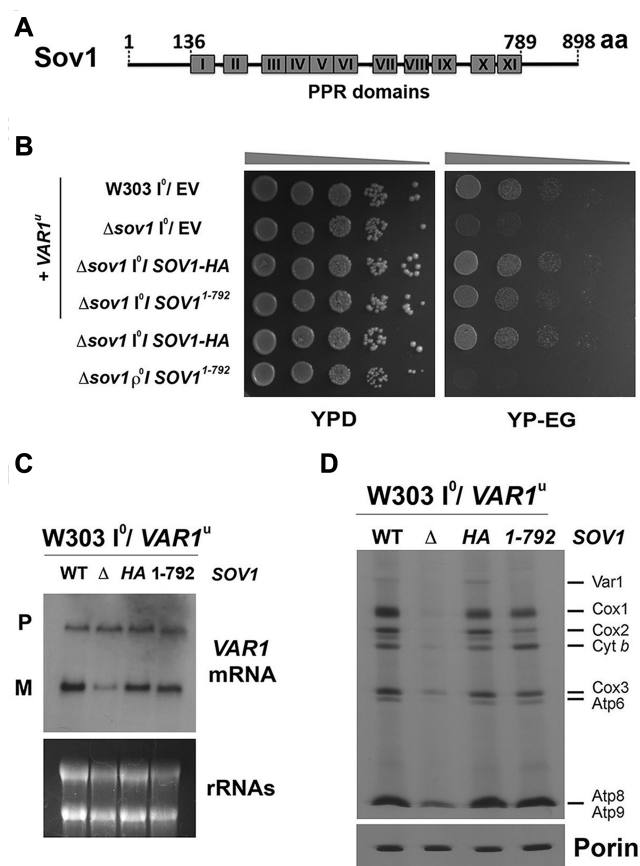 A
1 136 789 898 aa
Sov1
I II III IV V VI VII VIII IX X XI
PPR domains
B
+ VAR1ᵘ
W303 I⁰/ EV
Δsov1 I⁰/ EV
Δsov1 I⁰/ SOV1-HA
Δsov1 I⁰/ SOV1¹⁻⁷⁹²
Δsov1 I⁰/ SOV1-HA
Δsov1 ρ⁰/ SOV1¹⁻⁷⁹²
YPD YP-EG
C
W303 I⁰/ VAR1ᵘ
WT Δ HA 1-792 SOV1
P
VAR1
mRNA
M
rRNAs
D
W303 I⁰/ VAR1ᵘ
WT Δ HA 1-792 SOV1
Var1
Cox1
Cox2
Cyt b
Cox3
Atp6
Atp8
Atp9
Porin